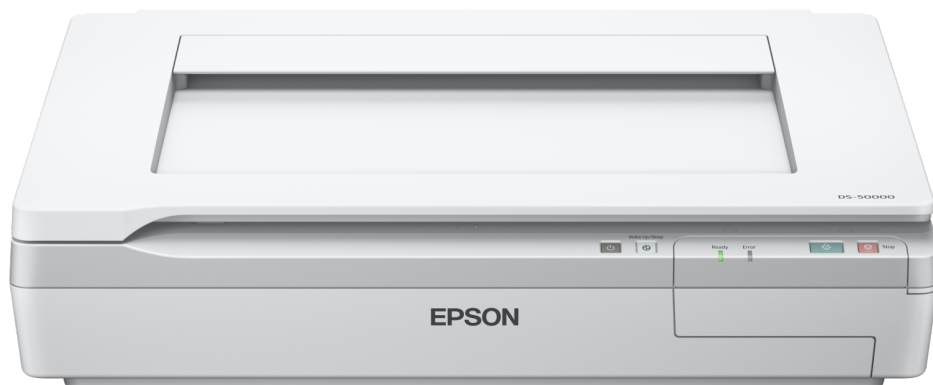 DS-50000
Wake Up/Sleep
Ready Error
Stop
EPSON